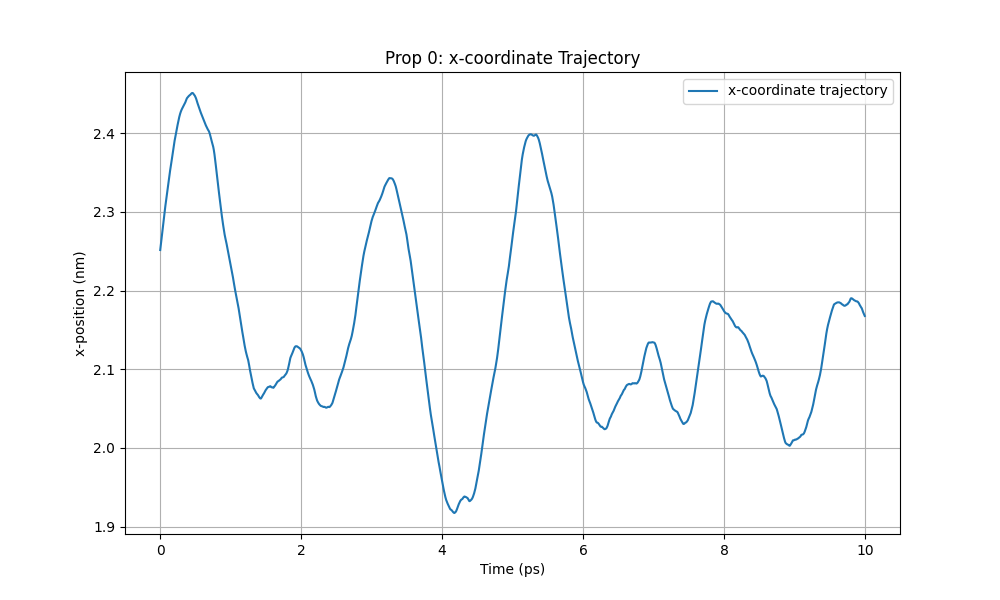 Prop 0: x-coordinate Trajectory
x-coordinate trajectory
x-position (nm)
2.4
2.3
2.2
2.1
2.0
1.9
0 2 4 6 8 10
Time (ps)